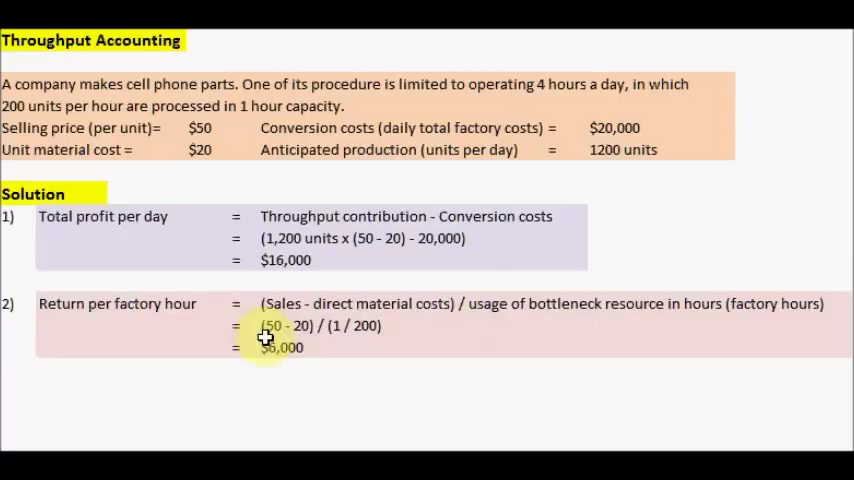 Throughput Accounting
A company makes cell phone parts. One of its procedure is limited to operating 4 hours a day, in which
200 units per hour are processed in 1 hour capacity.
Selling price (per unit)= $50 Conversion costs (daily total factory costs) = $20,000
Unit material cost = $20 Anticipated production (units per day) = 1200 units
Solution
1) Total profit per day = Throughput contribution - Conversion costs
= (1,200 units x (50 - 20) - 20,000)
= $16,000
2) Return per factory hour = (Sales - direct material costs) / usage of bottleneck resource in hours (factory hours)
= (50 - 20) / (1 / 200)
= $6,000